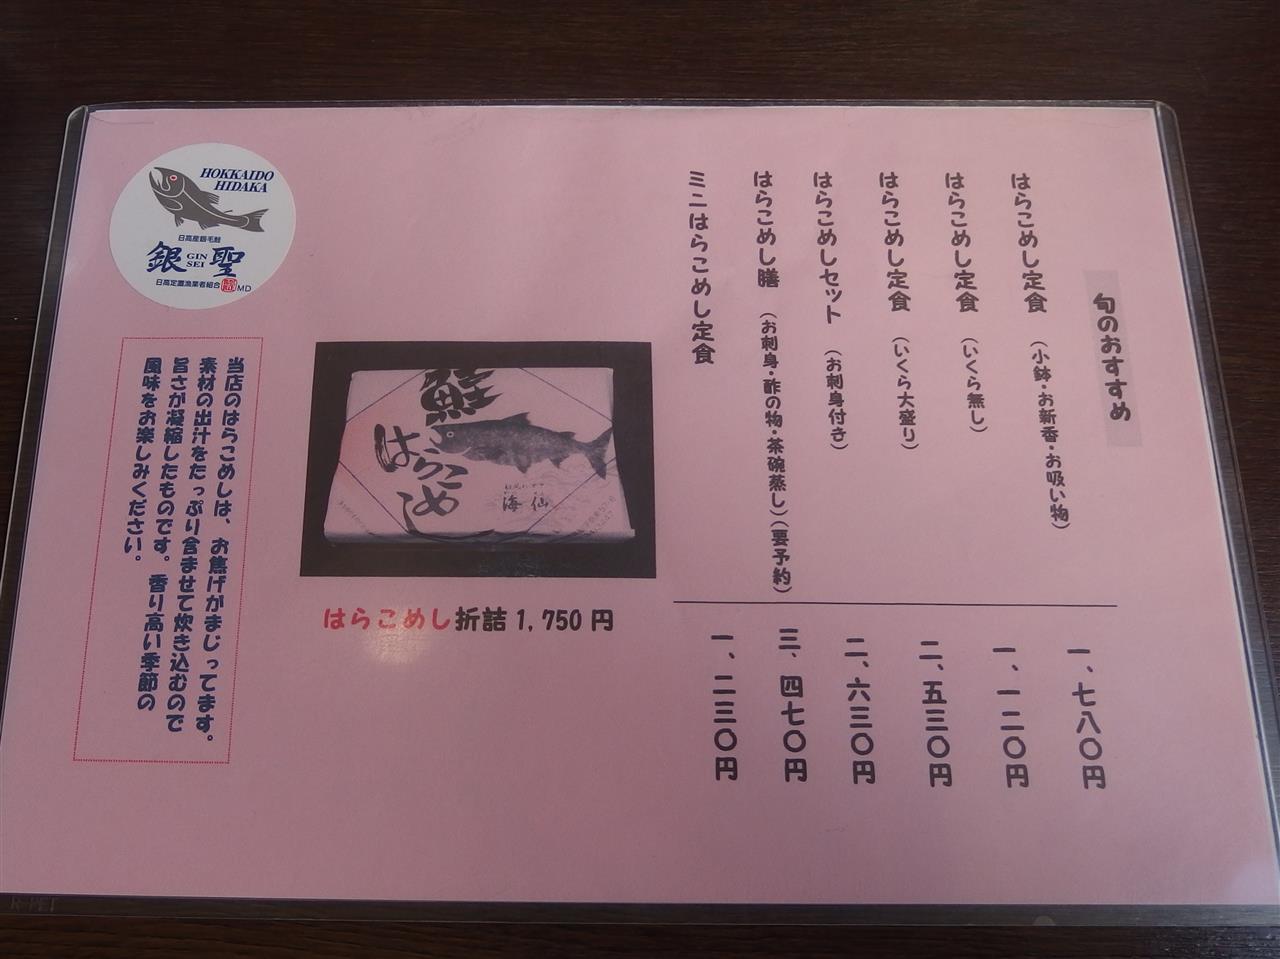 旬のおすすめ
はらこめし定食 (小鉢・お新香・お吸い物) 一、七八〇円
はらこめし定食 (いくら無し) 一、一二〇円
はらこめし定食 (いくら大盛り) 二、五三〇円
はらこめしセット (お刺身付き) 二、六三〇円
はらこめし膳 (お刺身・酢の物・茶碗蒸し)(要予約) 三、四七〇円
ミニはらこめし定食 一、二三〇円
鮭
はらこ
めし
海仙
はらこめし折詰1,750円
HOKKAIDO
HIDAKA
日高産銀毛鮭
銀聖
GIN
SEI
日高定置漁業者組合
MD
当店のはらこめしは、お焦げがまじってます。
素材の出汁をたっぷり含ませて炊き込むので
旨さが凝縮したものです。香り高い季節の
風味をお楽しみください。
R-PET